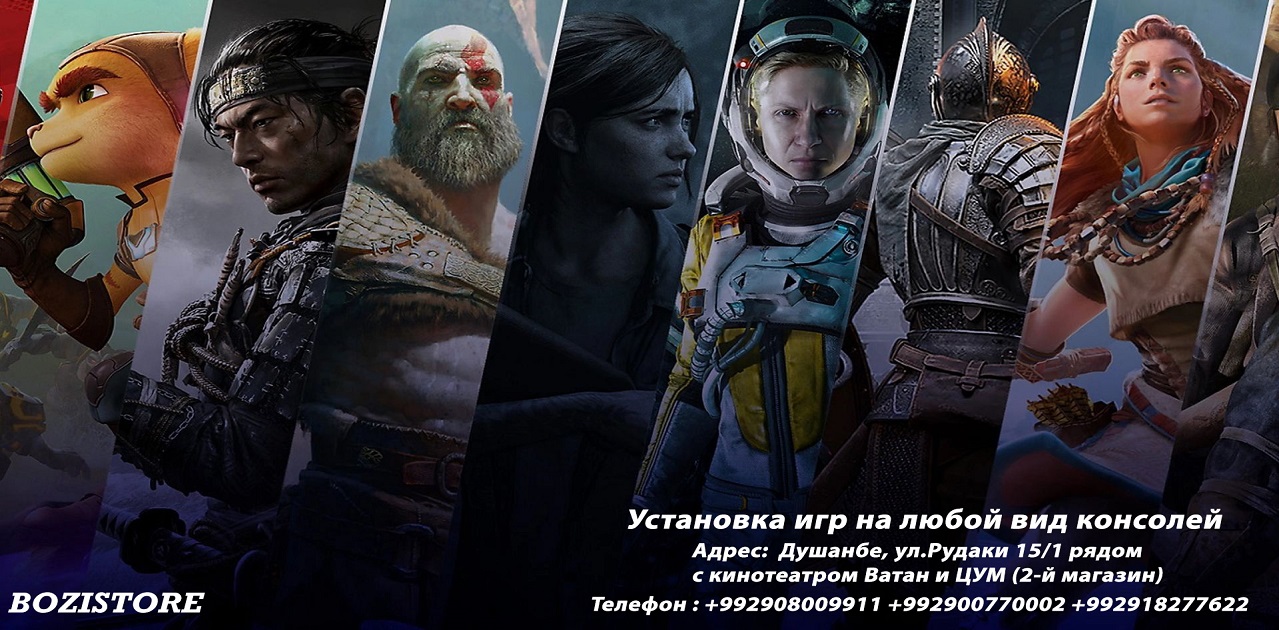 Установка игр на любой вид консолей
Адрес: Душанбе, ул.Рудаки 15/1 рядом
с кинотеатром Ватан и ЦУМ (2-й магазин)
BOZISTORE
Телефон : +992908009911 +992900770002 +992918277622